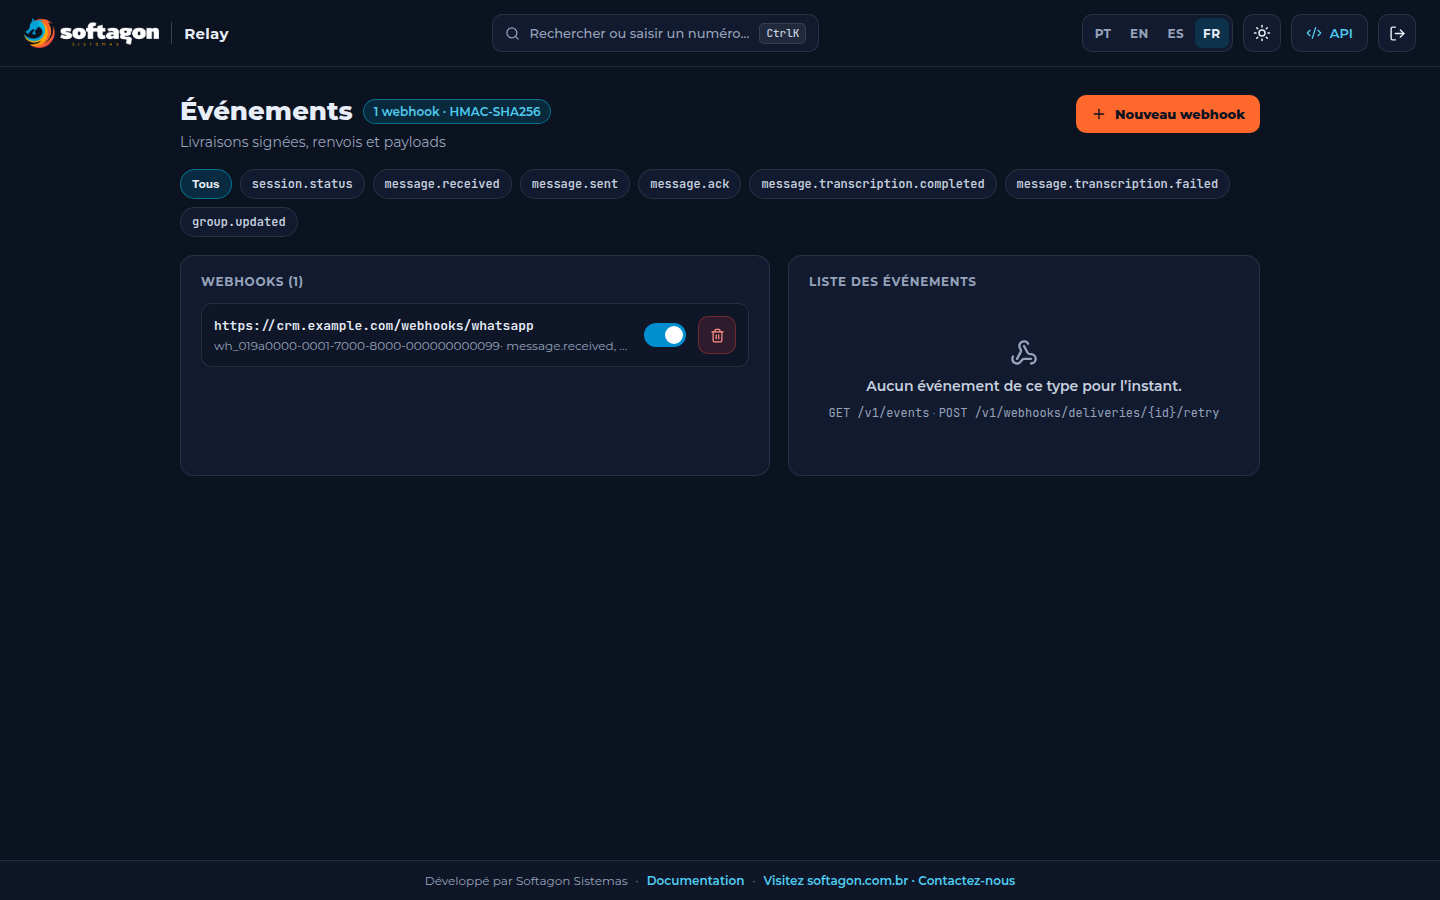 softagon
SISTEMAS
Relay
Rechercher ou saisir un numéro...
CtrlK
PT
EN
ES
FR
API
Événements
1 webhook · HMAC-SHA256
Nouveau webhook
Livraisons signées, renvois et payloads
Tous
session.status
message.received
message.sent
message.ack
message.transcription.completed
message.transcription.failed
group.updated
WEBHOOKS (1)
https://crm.example.com/webhooks/whatsapp
wh_019a0000-0001-7000-8000-000000000099· message.received, ...
LISTE DES ÉVÉNEMENTS
Aucun événement de ce type pour l’instant.
GET /v1/events · POST /v1/webhooks/deliveries/{id}/retry
Développé par Softagon Sistemas · Documentation · Visitez softagon.com.br · Contactez-nous